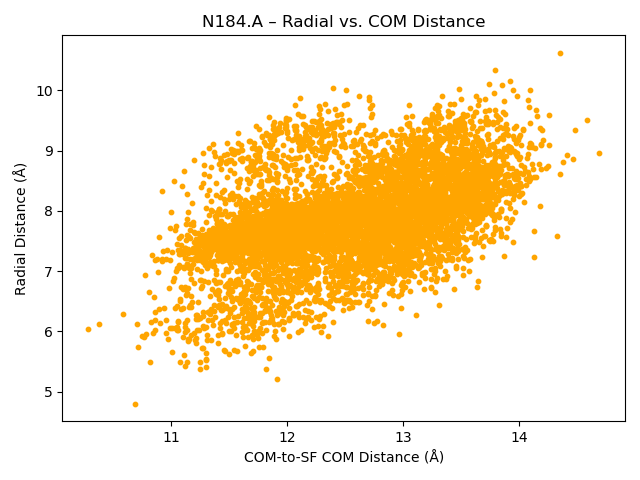 N184.A – Radial vs. COM Distance
Radial Distance (Å)
10
9
8
7
6
5
11 12 13 14
COM-to-SF COM Distance (Å)